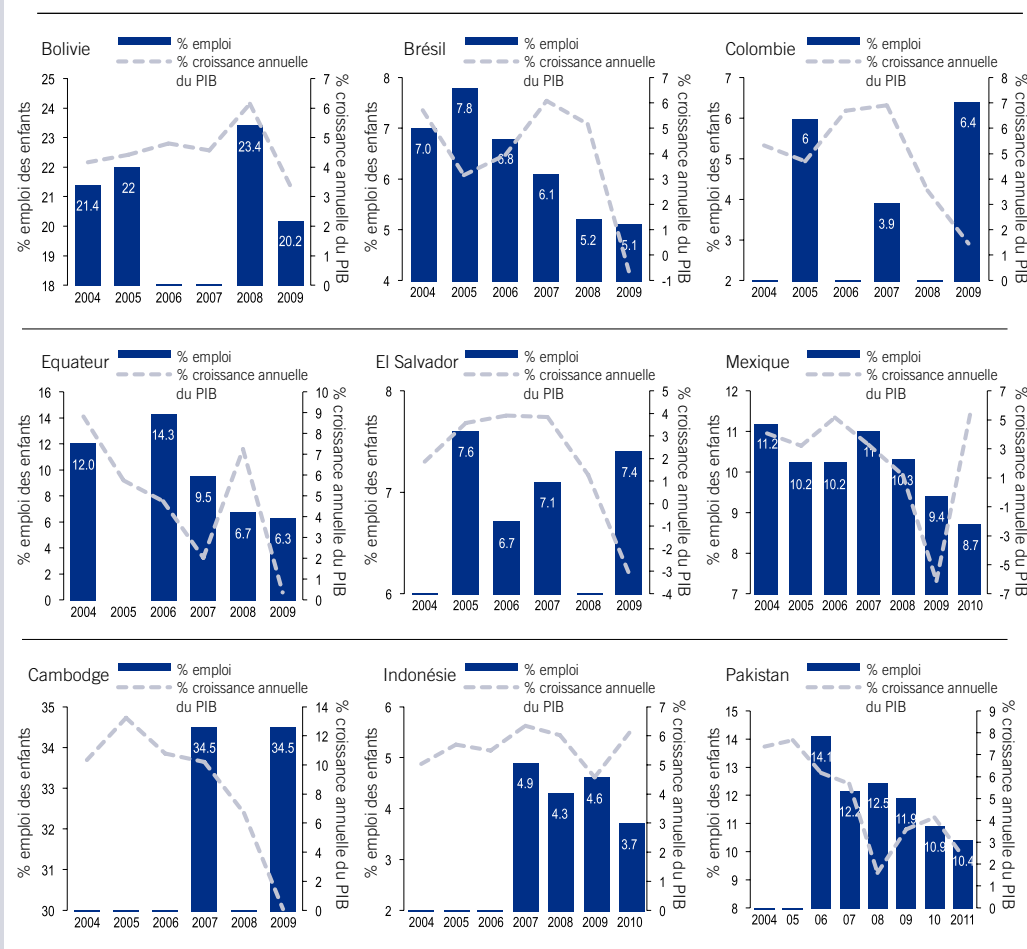 Bolivie
% emploi
% croissance annuelle
du PIB
% emploi des enfants
25
24
23
22
21
20
19
18
21.4
22
23.4
20.2
2004 2005 2006 2007 2008 2009
7
6
5
4
3
2
1
0
% croissance annuelle du PIB
Brésil
% emploi
% croissance annuelle
du PIB
% emploi des enfants
8
7
6
5
4
7.0
7.8
6.8
6.1
5.2
5.1
2004 2005 2006 2007 2008 2009
7
6
5
4
3
2
1
0
-1
% croissance annuelle du PIB
Colombie
% emploi
% croissance annuelle
du PIB
% emploi des enfants
7
6
5
4
3
2
6
3.9
6.4
2004 2005 2006 2007 2008 2009
8
7
6
5
4
3
2
1
0
% croissance annuelle du PIB
Equateur
% emploi
% croissance annuelle
du PIB
% emploi des enfants
16
14
12
10
8
6
4
2
0
12.0
14.3
9.5
6.7
6.3
2004 2005 2006 2007 2008 2009
10
9
8
7
6
5
4
3
2
1
0
% croissance annuelle du PIB
El Salvador
% emploi
% croissance annuelle
du PIB
% emploi des enfants
8
7
6
7.6
6.7
7.1
7.4
2004 2005 2006 2007 2008 2009
5
4
3
2
1
0
-1
-2
-3
-4
% croissance annuelle du PIB
Mexique
% emploi
% croissance annuelle
du PIB
% emploi des enfants
12
11
10
9
8
7
11.2
10.2
10.2
10.3
9.4
8.7
2004 2005 2006 2007 2008 2009 2010
7
5
3
1
-1
-3
-5
-7
% croissance annuelle du PIB
Cambodge
% emploi
% croissance annuelle
du PIB
% emploi des enfants
35
34
33
32
31
30
34.5
34.5
2004 2005 2006 2007 2008 2009
14
12
10
8
6
4
2
0
% croissance annuelle du PIB
Indonésie
% emploi
% croissance annuelle
du PIB
% emploi des enfants
6
5
4
3
2
4.9
4.3
4.6
3.7
2004 2005 2006 2007 2008 2009 2010
7
6
5
4
3
2
1
0
% croissance annuelle du PIB
Pakistan
% emploi
% croissance annuelle
du PIB
% emploi des enfants
15
14
13
12
11
10
9
8
14.1
12.2
12.5
11.9
10.9
10.4
2004 05 06 07 08 09 10 2011
9
8
7
6
5
4
3
2
1
0
% croissance annuelle du PIB